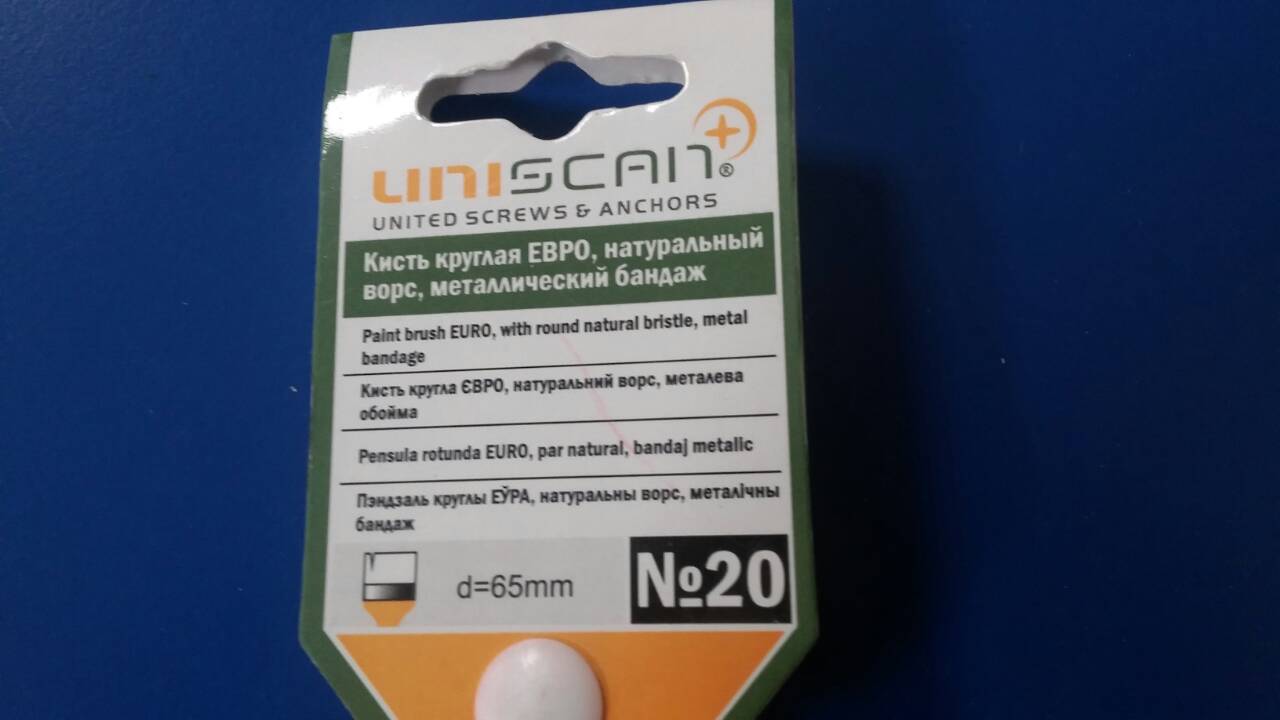 UNISCAN®
UNITED SCREWS & ANCHORS
Кисть круглая ЕВРО, натуральный
ворс, металлический бандаж
Paint brush EURO, with round natural bristle, metal
bandage
Кисть кругла ЄВРО, натуральний ворс, металева
обойма
Pensula rotunda EURO, par natural, bandaj metalic
Пэндзаль круглы ЕЎРА, натуральны ворс, металічны
бандаж
d=65mm
№20